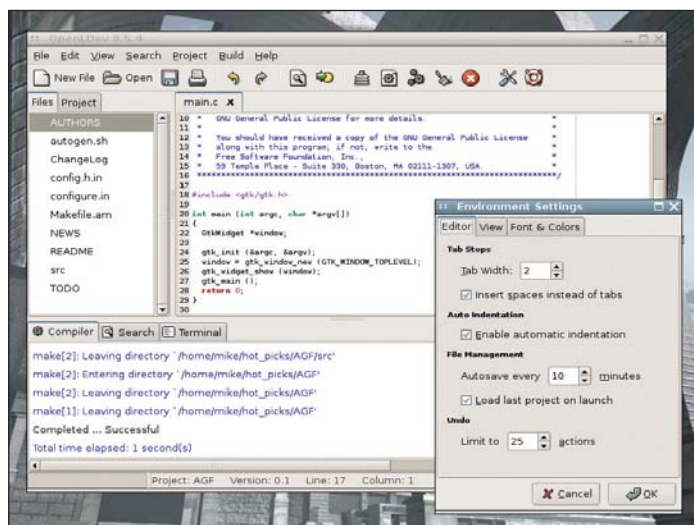 OpenLDev 0.5.4
File Edit View Search Project Build Help
New File Open
Files Project
AUTHORS
autogen.sh
ChangeLog
config.h.in
configure.in
Makefile.am
NEWS
README
src
TODO
main.c
10 * GNU General Public License for more details. *
11 * *
12 * You should have received a copy of the GNU General Public License *
13 * along with this program; if not, write to the *
14 * Free Software Foundation, Inc., *
15 * 59 Temple Place - Suite 330, Boston, MA 02111-1307, USA. *
16 ****************************************************************************/
17
18 #include <gtk/gtk.h>
19
20 int main (int argc, char *argv[])
21 {
22 GtkWidget *window;
23
24 gtk_init (&argc, &argv);
25 window = gtk_window_new (GTK_WINDOW_TOPLEVEL);
26 gtk_widget_show (window);
27 gtk_main ();
28 return 0;
29 }
30
Compiler Search Terminal
make[2]: Leaving directory `/home/mike/hot_picks/AGF/src'
make[2]: Entering directory `/home/mike/hot_picks/AGF'
make[2]: Leaving directory `/home/mike/hot_picks/AGF'
make[1]: Leaving directory `/home/mike/hot_picks/AGF'
Completed ... Successful
Total time elapsed: 1 second(s)
Project: AGF Version: 0.1 Line: 17 Column: 1
Environment Settings
Editor View Font & Colors
Tab Stops
Tab Width: 2
Insert spaces instead of tabs
Auto Indentation
Enable automatic indentation
File Management
Autosave every 10 minutes
Load last project on launch
Undo
Limit to 25 actions
Cancel OK